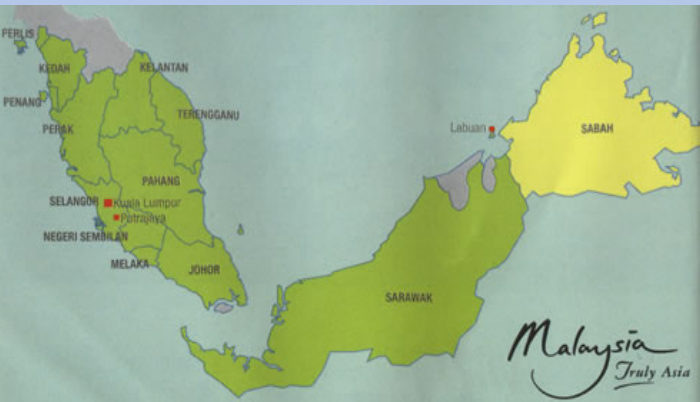 PERLIS
KEDAH
KELANTAN
PENANG
TERENGGANU
PERAK
Labuan
SABAH
PAHANG
SELANGOR
Kuala Lumpur
Putrajaya
NEGERI SEMBILAN
MELAKA
JOHOR
SARAWAK
Malaysia
Truly Asia